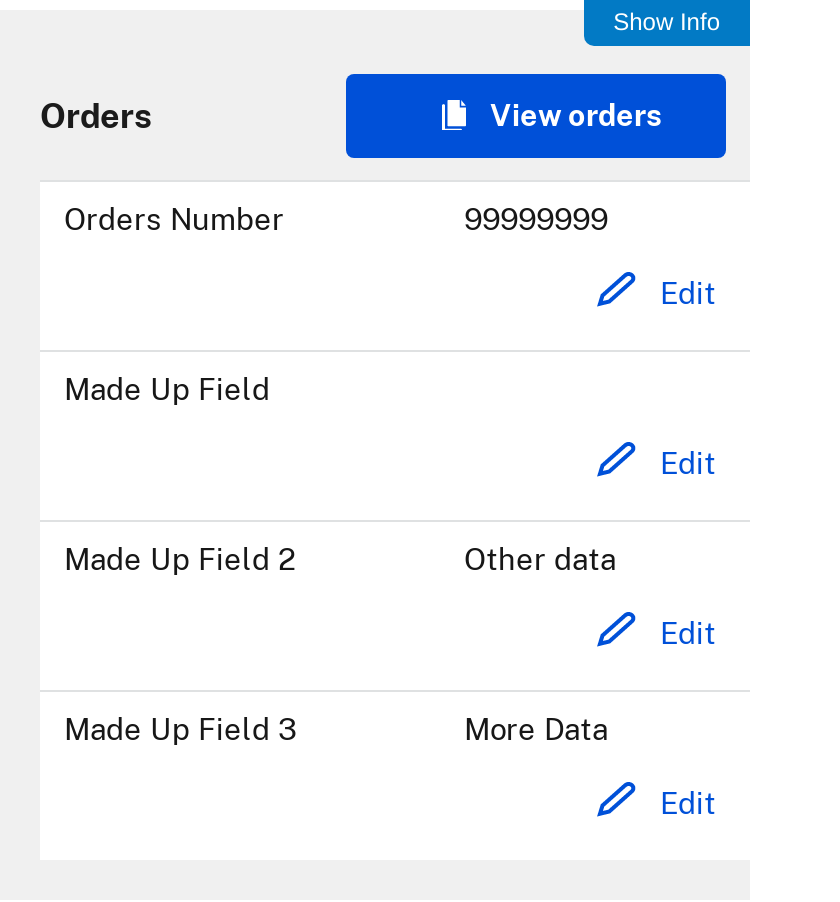 Show Info
Orders
View orders
Orders Number 99999999
Edit
Made Up Field
Edit
Made Up Field 2 Other data
Edit
Made Up Field 3 More Data
Edit